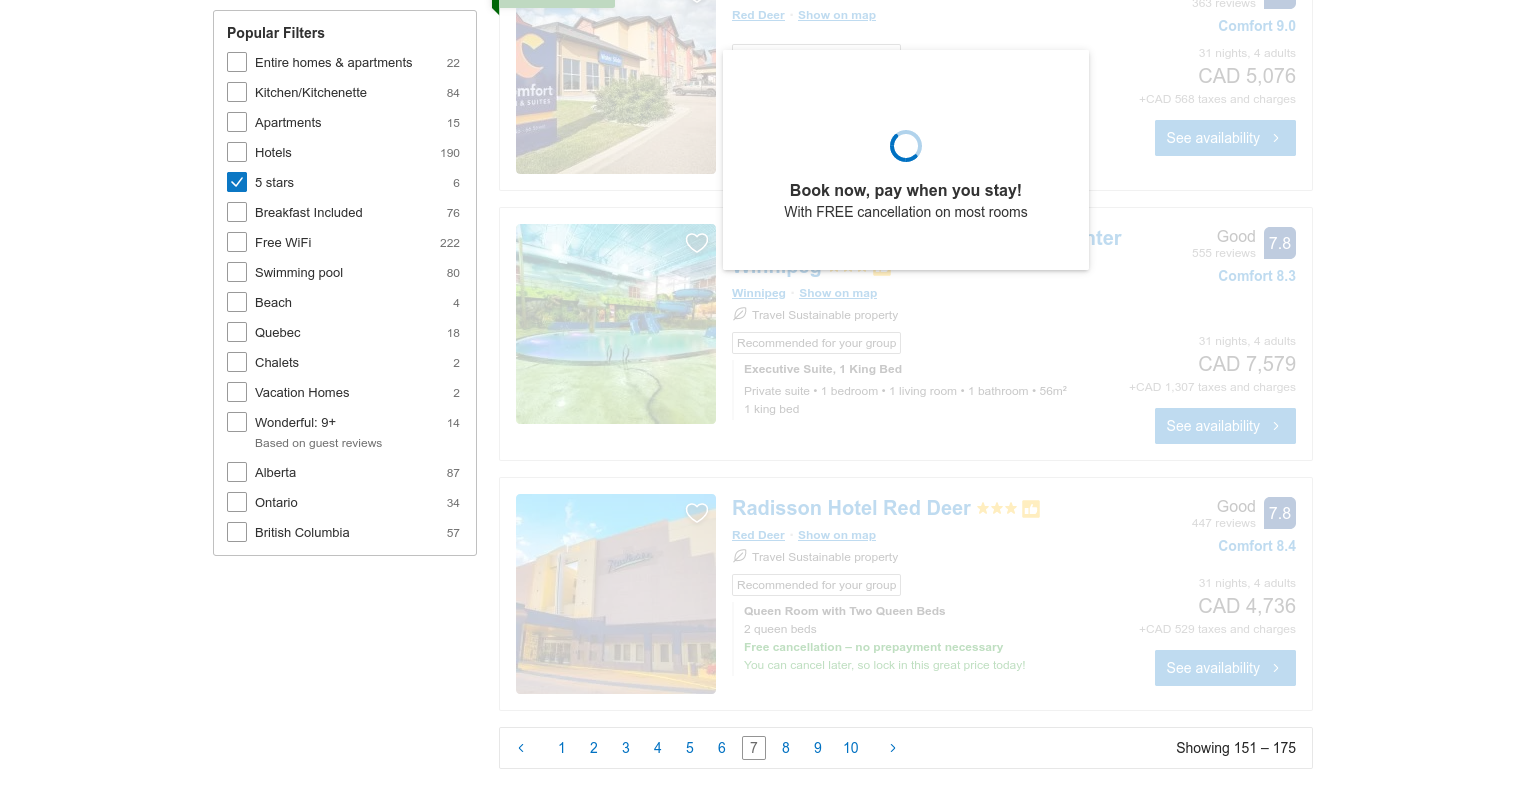 Popular Filters
Entire homes & apartments 22
Kitchen/Kitchenette 84
Apartments 15
Hotels 190
5 stars 6
Breakfast Included 76
Free WiFi 222
Swimming pool 80
Beach 4
Quebec 18
Chalets 2
Vacation Homes 2
Wonderful: 9+ 14
Based on guest reviews
Alberta 87
Ontario 34
British Columbia 57
363 reviews
Red Deer · Show on map
Comfort 9.0
31 nights, 4 adults
CAD 5,076
+CAD 568 taxes and charges
See availability
Book now, pay when you stay!
With FREE cancellation on most rooms
Good 7.8
555 reviews
Winnipeg
Comfort 8.3
Winnipeg · Show on map
Travel Sustainable property
Recommended for your group
31 nights, 4 adults
Executive Suite, 1 King Bed
CAD 7,579
Private suite • 1 bedroom • 1 living room • 1 bathroom • 56m²
+CAD 1,307 taxes and charges
1 king bed
See availability
Radisson Hotel Red Deer
Good 7.8
447 reviews
Red Deer · Show on map
Comfort 8.4
Travel Sustainable property
Recommended for your group
31 nights, 4 adults
Queen Room with Two Queen Beds
CAD 4,736
2 queen beds
+CAD 529 taxes and charges
Free cancellation – no prepayment necessary
You can cancel later, so lock in this great price today!
See availability
1 2 3 4 5 6 7 8 9 10
Showing 151 – 175